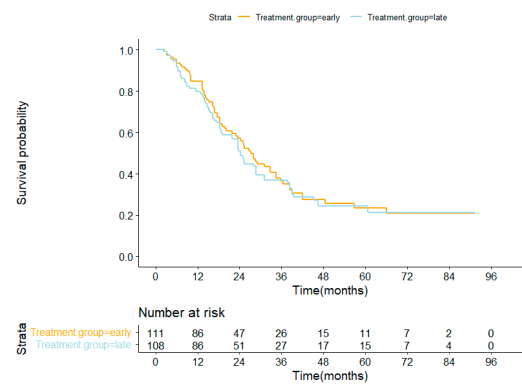 Strata Treatment.group=early Treatment.group=late
Survival probability
1.0
0.8
0.6
0.4
0.2
0.0
0 12 24 36 48 60 72 84 96
Time(months)
Number at risk
Strata
Treatment.group=early 111 86 47 26 15 11 7 2 0
Treatment.group=late 108 86 51 27 17 15 7 4 0
0 12 24 36 48 60 72 84 96
Time(months)